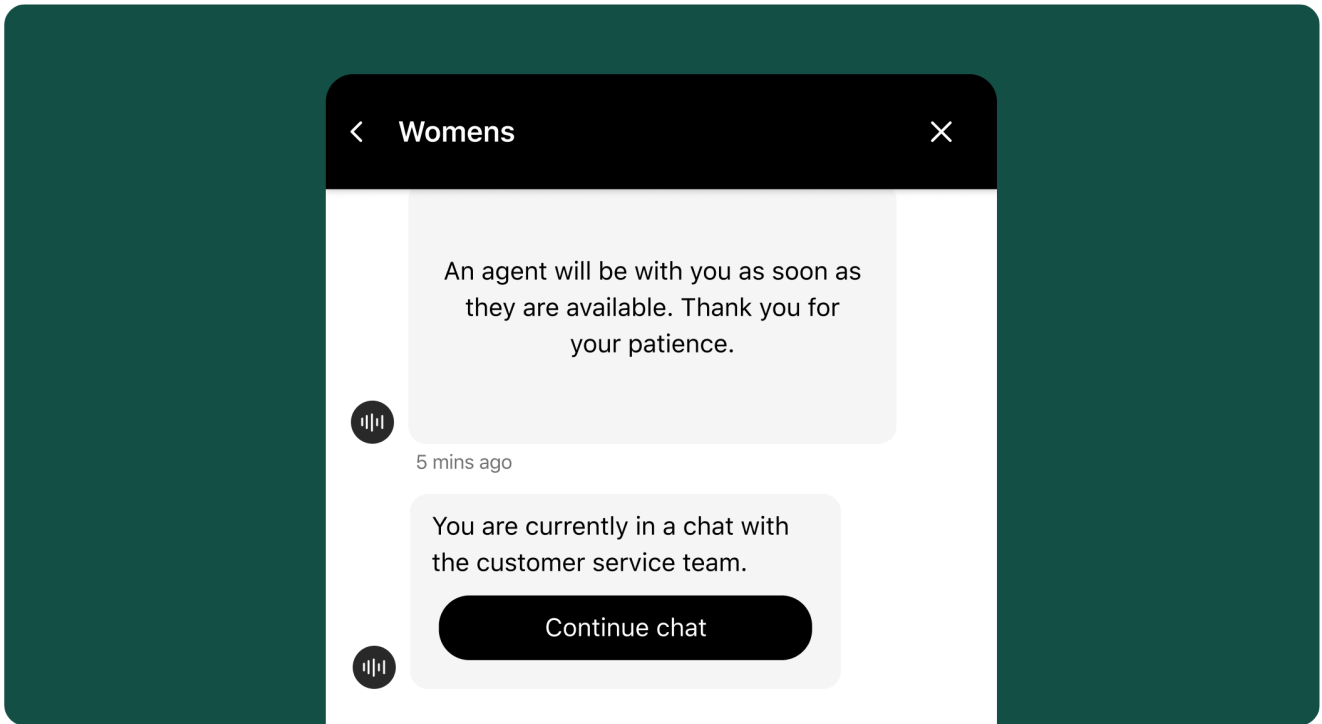 Womens
An agent will be with you as soon as
they are available. Thank you for
your patience.
5 mins ago
You are currently in a chat with
the customer service team.
Continue chat